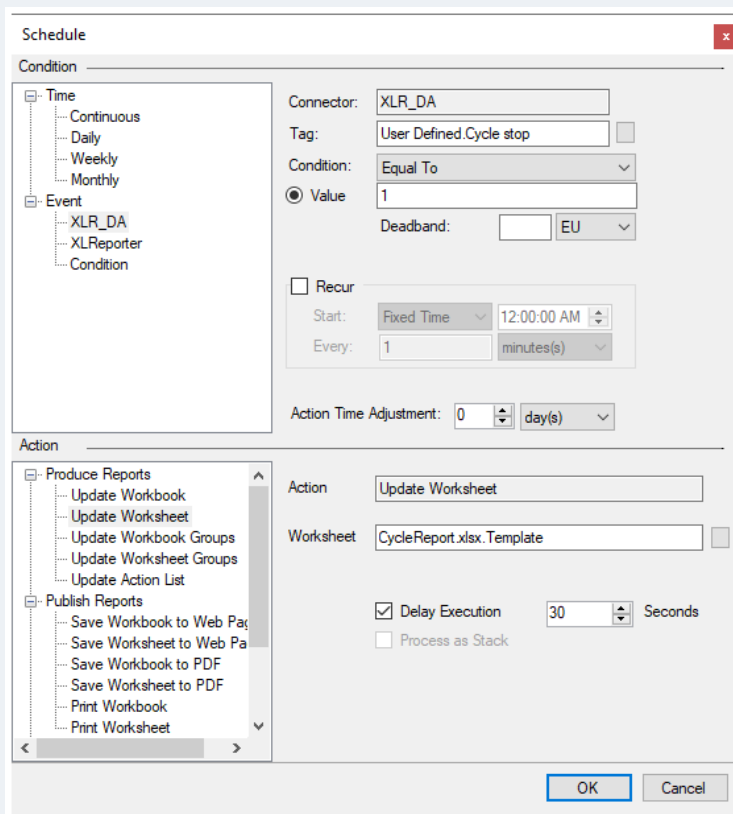 Schedule
x
Condition
Time
Continuous
Daily
Weekly
Monthly
Event
XLR_DA
XLReporter
Condition
Connector: XLR_DA
Tag: User Defined.Cycle stop
Condition: Equal To
Value 1
Deadband: EU
Recur
Start: Fixed Time 12:00:00 AM
Every: 1 minutes(s)
Action Time Adjustment: 0 day(s)
Action
Produce Reports
Update Workbook
Update Worksheet
Update Workbook Groups
Update Worksheet Groups
Update Action List
Publish Reports
Save Workbook to Web Pag
Save Worksheet to Web Pa
Save Workbook to PDF
Save Worksheet to PDF
Print Workbook
Print Worksheet
Action Update Worksheet
Worksheet CycleReport.xlsx.Template
Delay Execution 30 Seconds
Process as Stack
OK Cancel